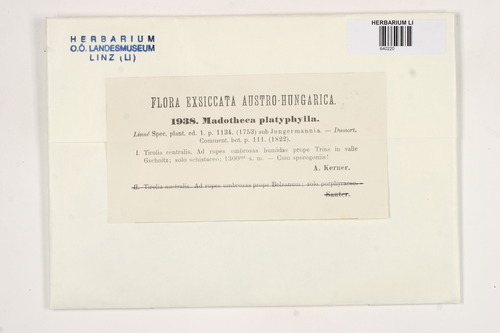 HERBARIUM
O.Ö. LANDESMUSEUM
LINZ (LI)
HERBARIUM LI
640220
FLORA EXSICCATA AUSTRO-HUNGARICA.
1938. Madotheca platyphylla.
Linné Spec. plant. ed. 1. p. 1134. (1753) sub Jungermannia. — Dumort.
Comment. bot. p. 111. (1822).
I. Tirolia centralis. Ad rupes umbrosas humidas prope Trins in valle
Gschnitz; solo schistaceo; 1300 s. m. — Cum sporogoniis!
A. Kerner.
II. Tirolia australis. Ad rupes umbrosas prope Bolzanum; solo porphyraceo.
Sauter.